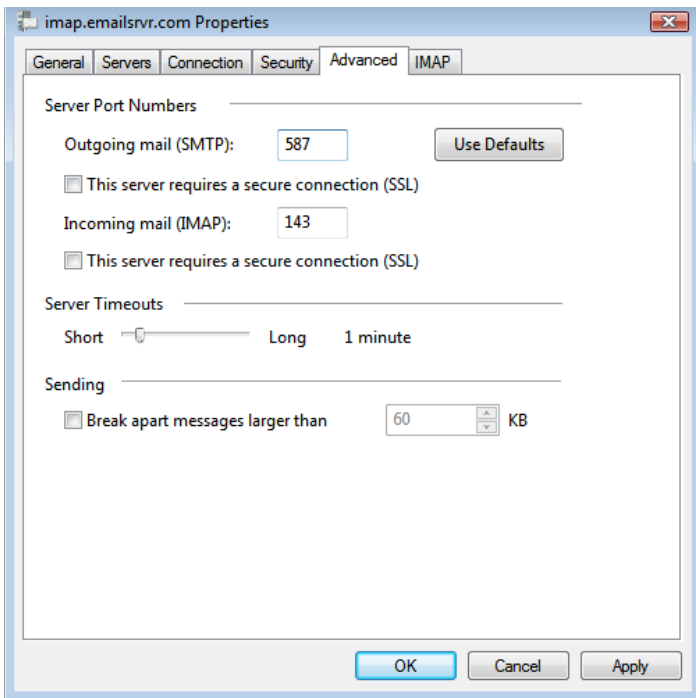 imap.emailsrvr.com Properties
General Servers Connection Security Advanced IMAP
Server Port Numbers
Outgoing mail (SMTP): 587 Use Defaults
This server requires a secure connection (SSL)
Incoming mail (IMAP): 143
This server requires a secure connection (SSL)
Server Timeouts
Short Long 1 minute
Sending
Break apart messages larger than 60 KB
OK Cancel Apply